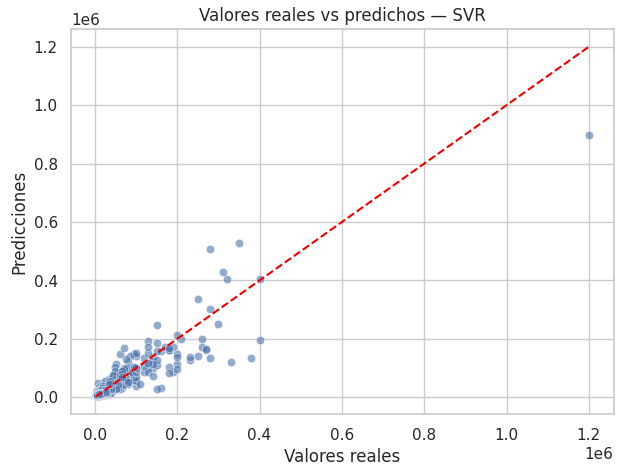 Valores reales vs predichos — SVR
1e6
1.2
1.0
0.8
0.6
0.4
0.2
0.0
Predicciones
0.0 0.2 0.4 0.6 0.8 1.0 1.2
1e6
Valores reales